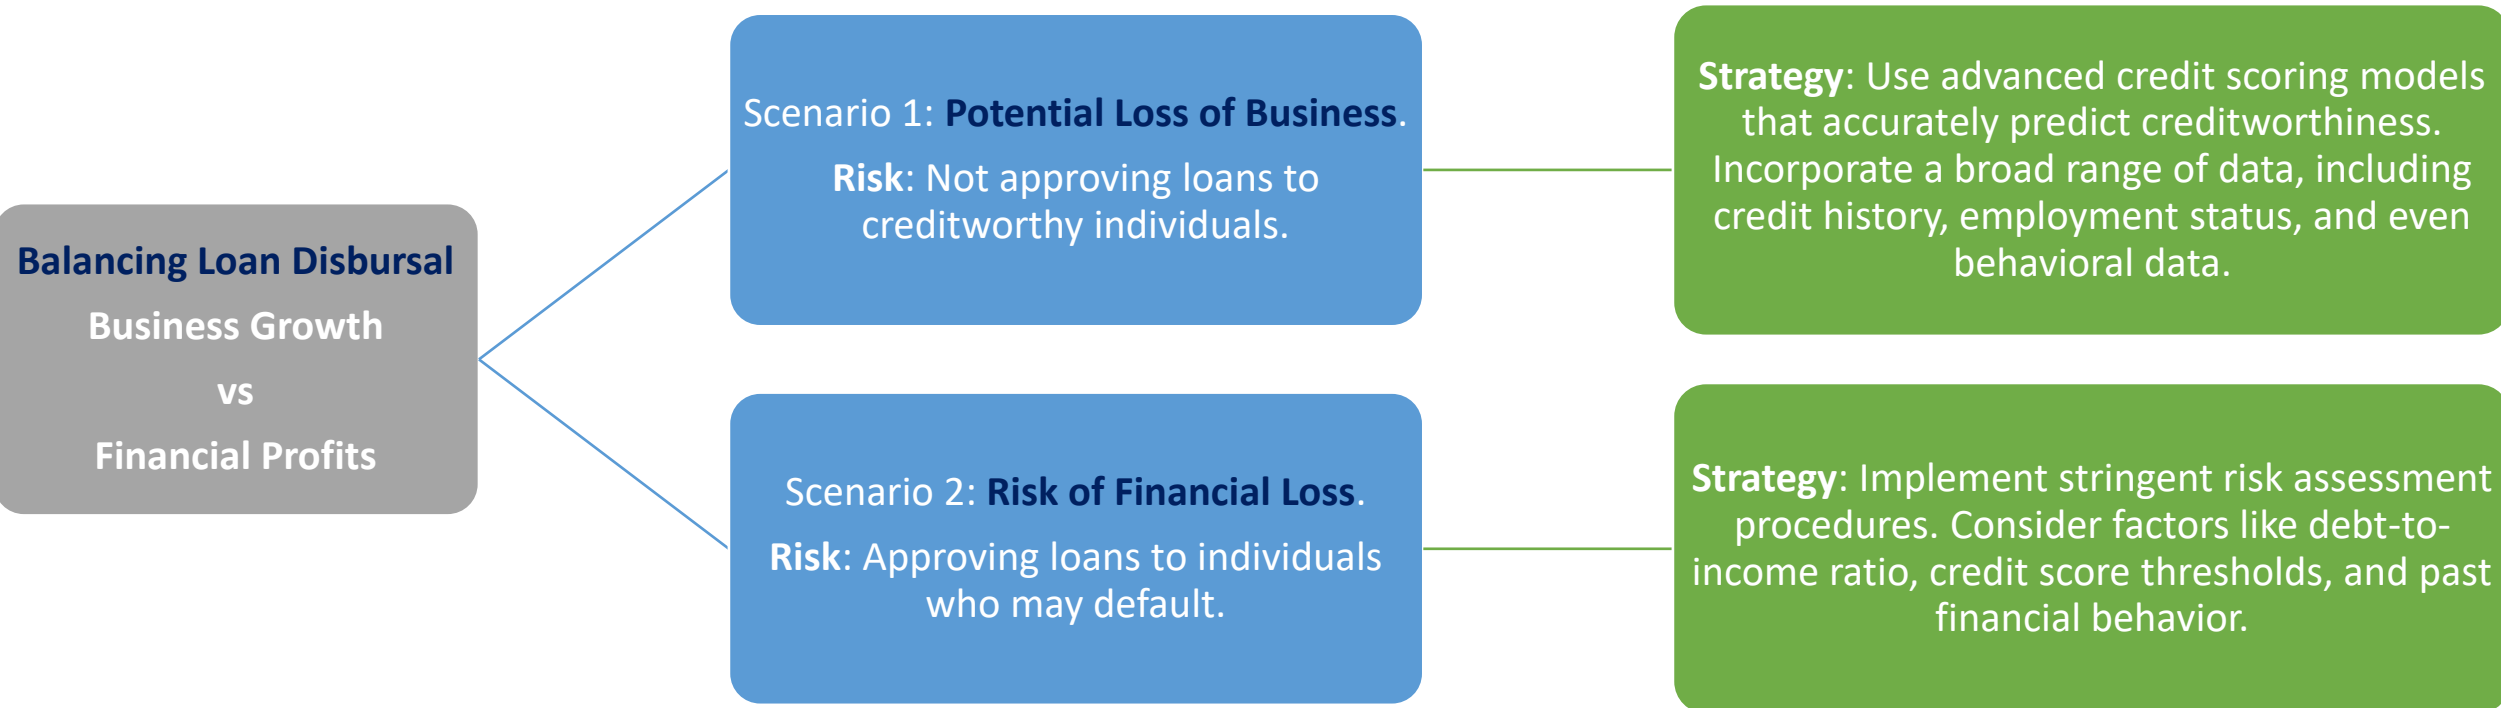 Balancing Loan Disbursal
Business Growth
vs
Financial Profits
Scenario 1: Potential Loss of Business.
Risk: Not approving loans to
creditworthy individuals.
Strategy: Use advanced credit scoring models
that accurately predict creditworthiness.
Incorporate a broad range of data, including
credit history, employment status, and even
behavioral data.
Scenario 2: Risk of Financial Loss.
Risk: Approving loans to individuals
who may default.
Strategy: Implement stringent risk assessment
procedures. Consider factors like debt-to-
income ratio, credit score thresholds, and past
financial behavior.